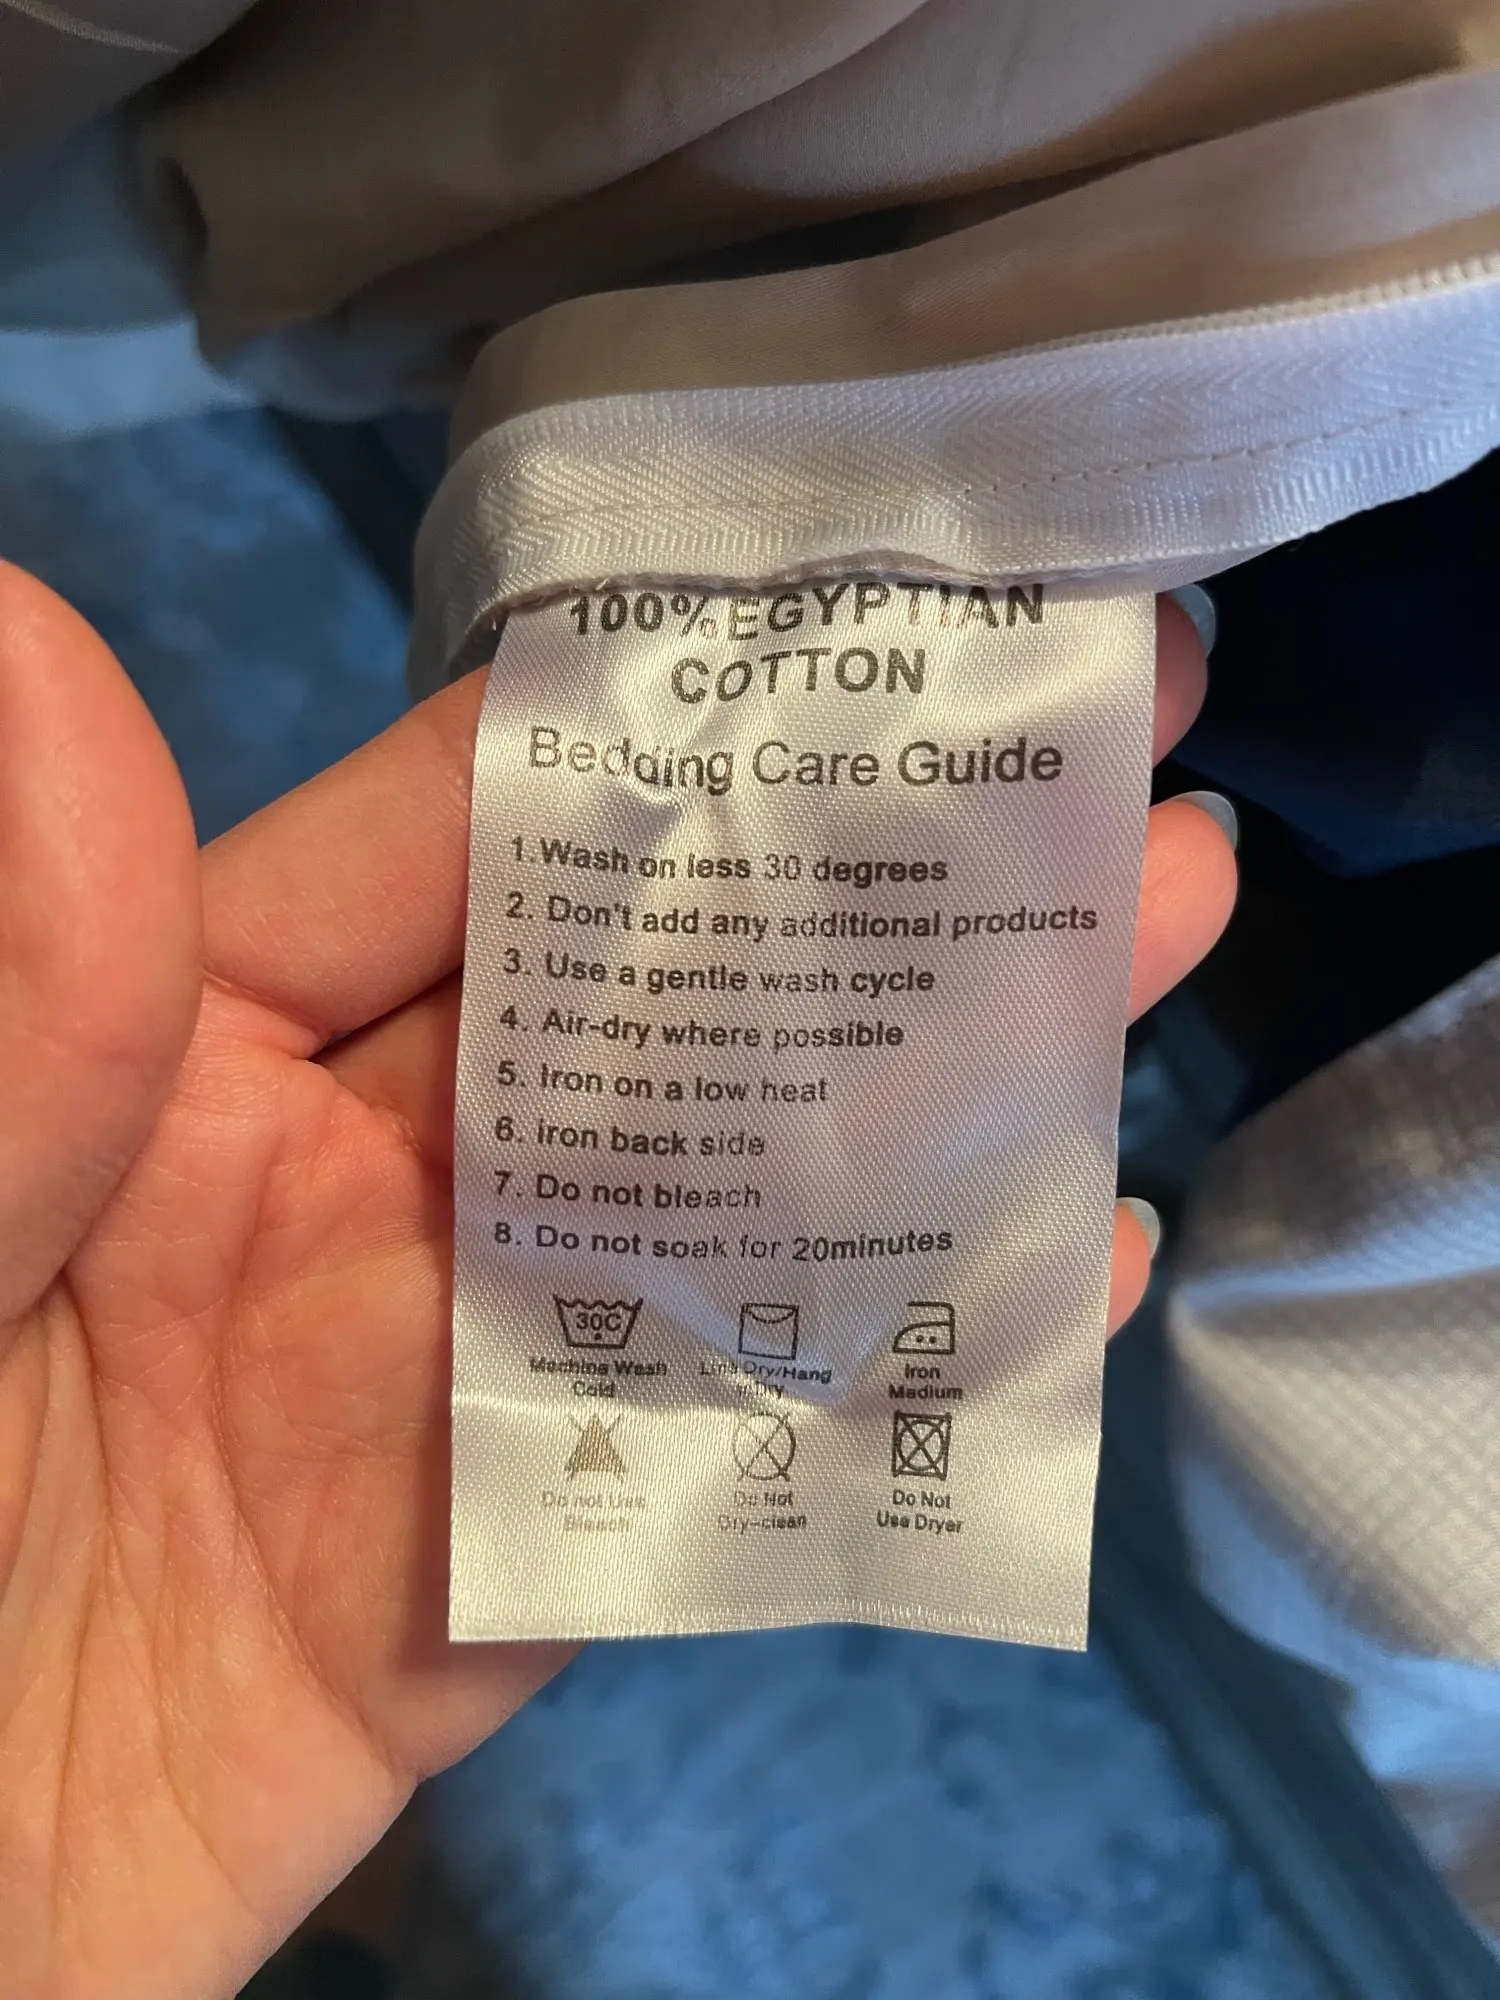 100% EGYPTIAN
COTTON
Bedding Care Guide
1.Wash on less 30 degrees
2. Don't add any additional products
3. Use a gentle wash cycle
4. Air-dry where possible
5. Iron on a low heat
6. iron back side
7. Do not bleach
8. Do not soak for 20minutes
30C
Machine Wash
Cold
Line Dry/Hang
Dry
Iron
Medium
Do not Use
Bleach
Do Not
Dry-clean
Do Not
Use Dryer